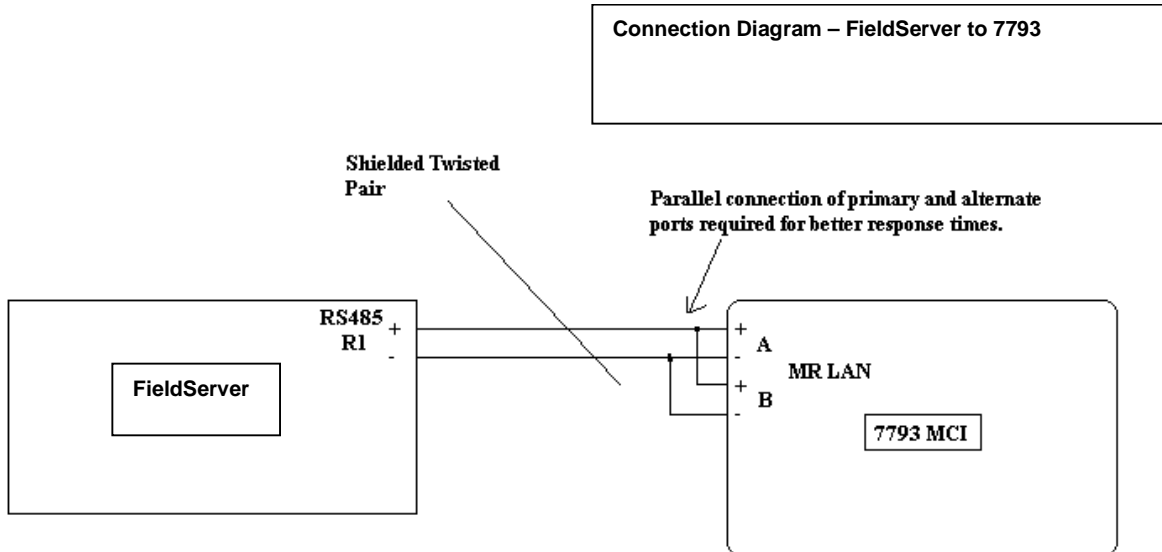 Connection Diagram – FieldServer to 7793
Shielded Twisted
Pair
Parallel connection of primary and alternate
ports required for better response times.
RS485 +
R1
-
FieldServer
+
A
-
MR LAN
+
B
-
7793 MCI